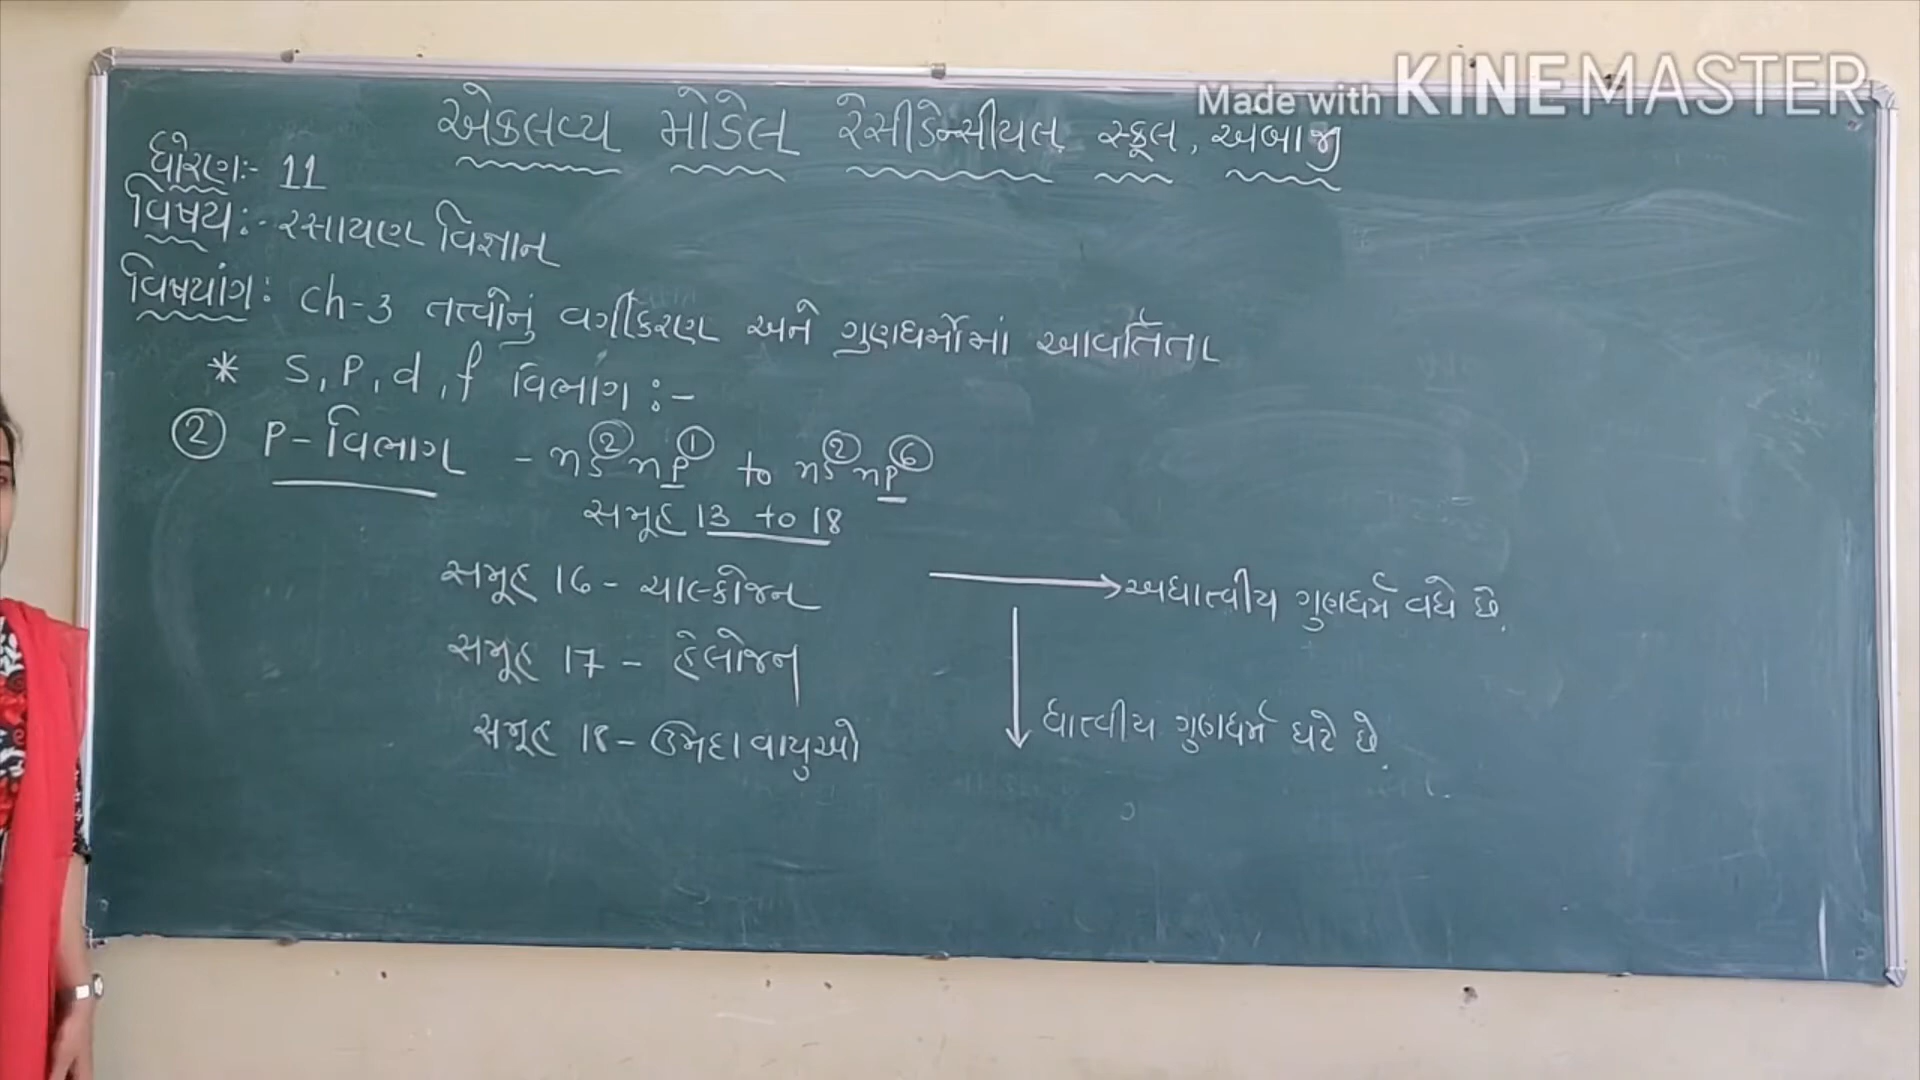 Made with KINEMASTER
એકલવ્ય મોડેલ રેસીડેન્સીયલ સ્કૂલ, અંબાજી
ધોરણ:- 11
વિષય:- રસાયણ વિજ્ઞાન
વિષયાંગ: ch-3 તત્ત્વોનું વર્ગીકરણ અને ગુણધર્મોમાં આવર્તિતા
* S, P, d, f વિભાગ :-
② P-વિભાગ - ns² np¹ to ns² np⁶
સમૂહ 13 to 18
સમૂહ 16 - ચાલ્કોજન → અધાત્વીય ગુણધર્મ વધે છે.
સમૂહ 17 - હેલોજન
સમૂહ 18 - ઉમદા વાયુઓ ↓ ધાત્વીય ગુણધર્મ ઘટે છે.